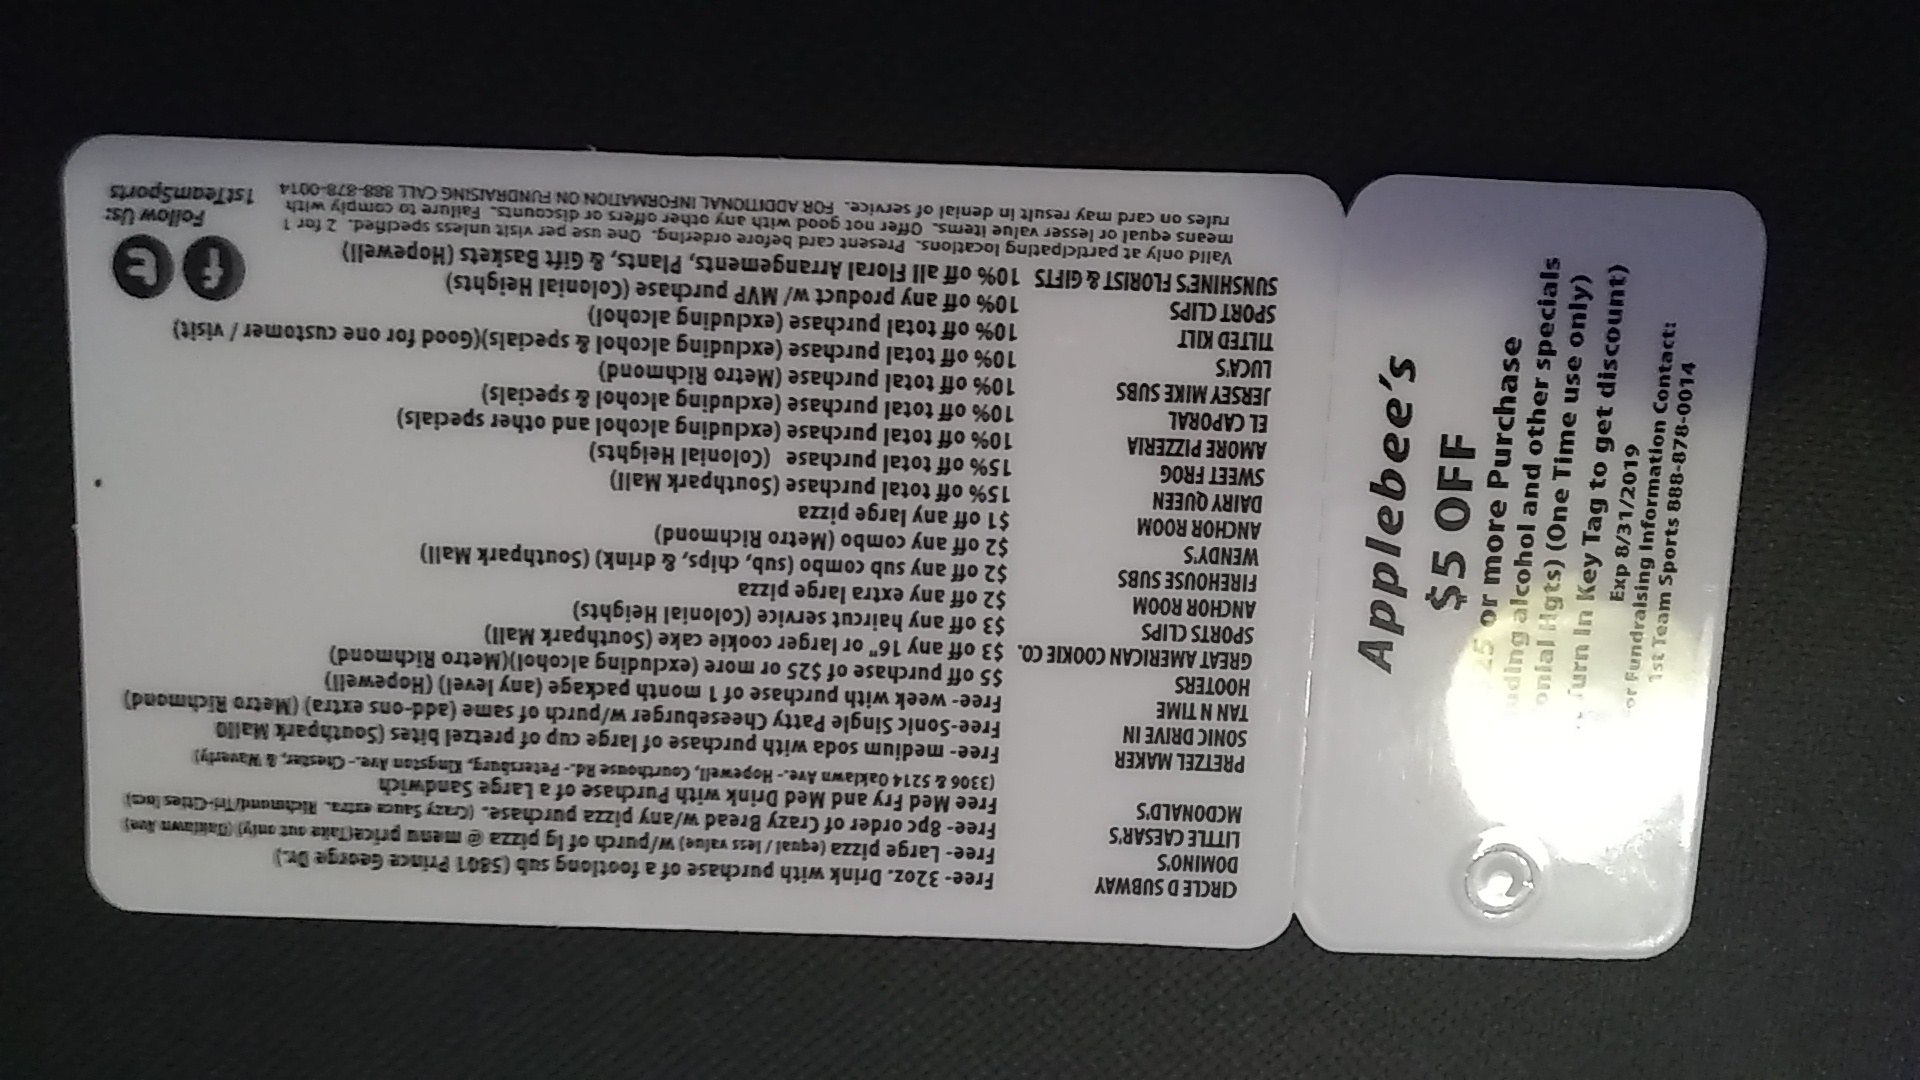 CIRCLE D SUBWAY Free- 32oz. Drink with purchase of a footlong sub (5801 Prince George Dr.)
DOMINO'S Free- Large pizza (equal / less value) w/purch of lg pizza @ menu price(Take out only) (Oaklawn Ave)
LITTLE CAESAR'S Free- 8pc order of Crazy Bread w/any pizza purchase. (Crazy Sauce extra. Richmond/Tri-Cities locs)
MCDONALD'S Free Med Fry and Med Drink with Purchase of a Large Sandwich
(3306 & 5214 Oaklawn Ave.- Hopewell, Courthouse Rd.- Petersburg, Kingston Ave.- Chester, & Waverly)
PRETZEL MAKER Free- medium soda with purchase of large cup of pretzel bites (Southpark Mall)
SONIC DRIVE IN Free-Sonic Single Patty Cheeseburger w/purch of same (add-ons extra) (Metro Richmond)
TAN N TIME Free- week with purchase of 1 month package (any level) (Hopewell)
HOOTERS $5 off purchase of $25 or more (excluding alcohol)(Metro Richmond)
GREAT AMERICAN COOKIE CO. $3 off any 16" or larger cookie cake (Southpark Mall)
SPORTS CLIPS $3 off any haircut service (Colonial Heights)
ANCHOR ROOM $2 off any extra large pizza
FIREHOUSE SUBS $2 off any sub combo (sub, chips, & drink) (Southpark Mall)
WENDY'S $2 off any combo (Metro Richmond)
ANCHOR ROOM $1 off any large pizza
DAIRY QUEEN 15% off total purchase (Southpark Mall)
SWEET FROG 15% off total purchase (Colonial Heights)
AMORE PIZZERIA 10% off total purchase (excluding alcohol and other specials)
EL CAPORAL 10% off total purchase (excluding alcohol & specials)
JERSEY MIKE SUBS 10% off total purchase (Metro Richmond)
LUCA'S 10% off total purchase (excluding alcohol & specials)(Good for one customer / visit)
TILTED KILT 10% off total purchase (excluding alcohol)
SPORT CLIPS 10% off any product w/ MVP purchase (Colonial Heights)
SUNSHINE'S FLORIST & GIFTS 10% off all Floral Arrangements, Plants, & Gift Baskets (Hopewell)
Valid only at participating locations. Present card before ordering. One use per visit unless specified. 2 for 1
means equal or lesser value items. Offer not good with any other offers or discounts. Failure to comply with
rules on card may result in denial of service. FOR ADDITIONAL INFORMATION ON FUNDRAISING CALL 888-878-0014
Follow Us:
1stTeamSports
Applebee's
$5 OFF
or more Purchase
alcohol and other specials
Hgts) (One Time use only)
Turn In Key Tag to get discount)
Exp 8/31/2019
Fundraising Information Contact:
1st Team Sports 888-878-0014